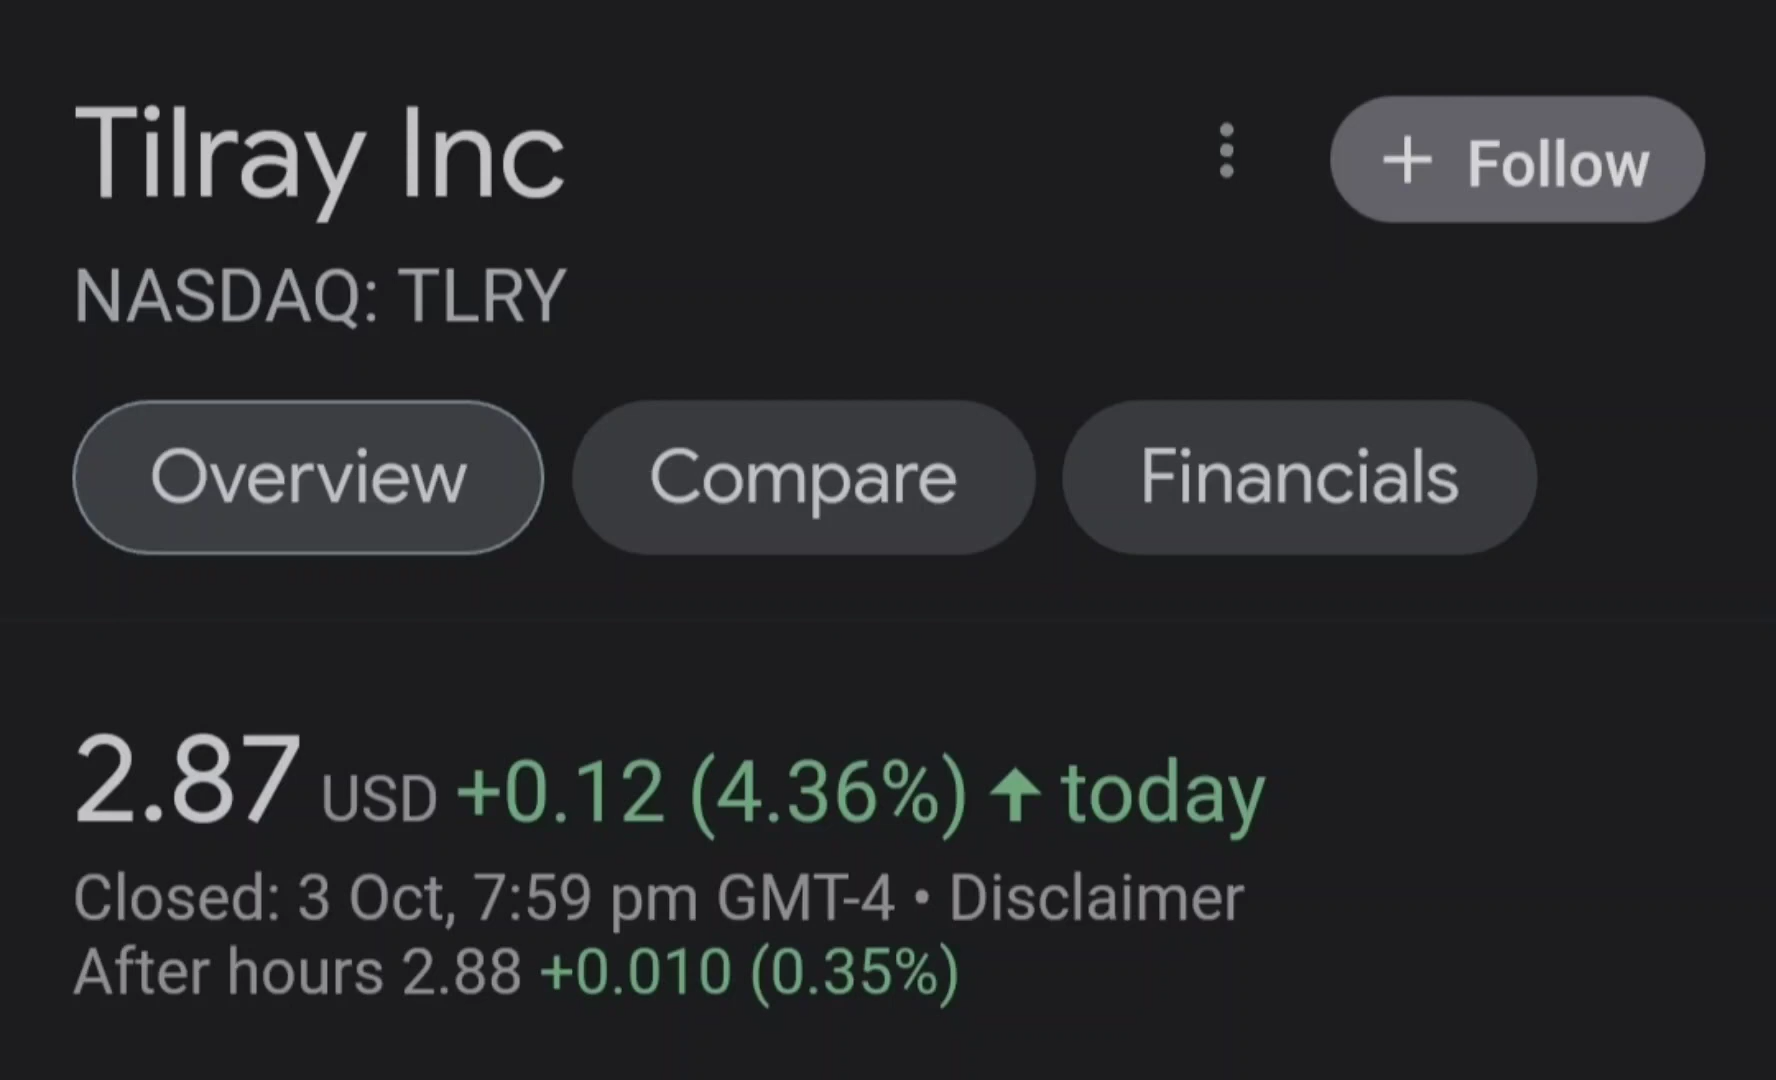 Tilray Inc
+ Follow
NASDAQ: TLRY
Overview
Compare
Financials
2.87 USD +0.12 (4.36%) ↑ today
Closed: 3 Oct, 7:59 pm GMT-4 • Disclaimer
After hours 2.88 +0.010 (0.35%)